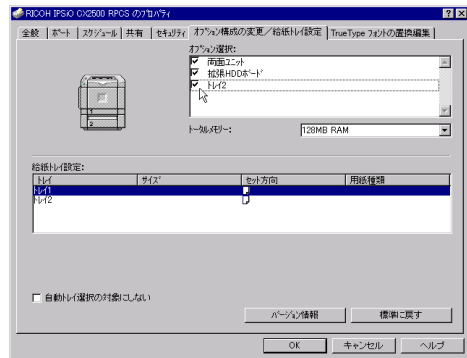 RICOH IPSiO CX2500 RPCS のプロパティ
全般 ポート スケジュール 共有 セキュリティ オプション構成の変更／給紙トレイ設定 TrueType フォントの置換編集
オプション選択:
両面ユニット
拡張HDDボード
トレイ2
1
2
トータルメモリー: 128MB RAM
給紙トレイ設定:
トレイ サイズ セット方向 用紙種類
トレイ1
トレイ2
自動トレイ選択の対象にしない
バージョン情報 標準に戻す
OK キャンセル ヘルプ